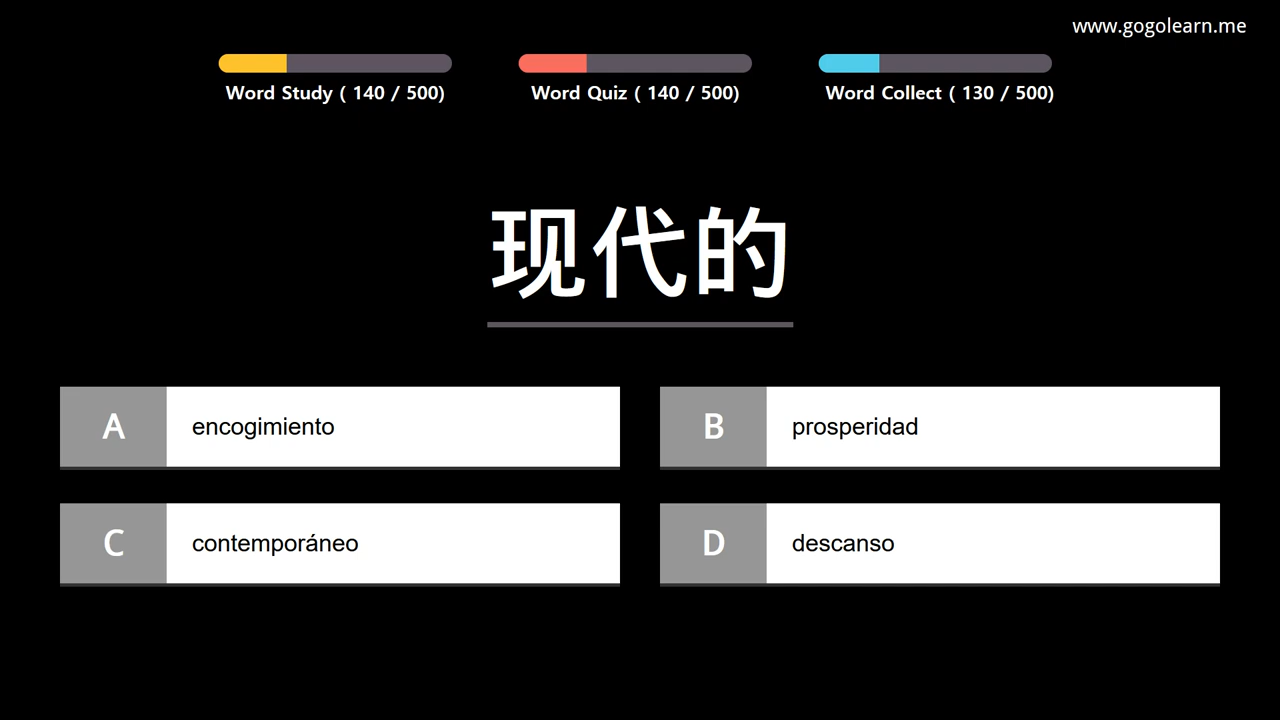 www.gogolearn.me
Word Study ( 140 / 500)
Word Quiz ( 140 / 500)
Word Collect ( 130 / 500)
现代的
A encogimiento
B prosperidad
C contemporáneo
D descanso